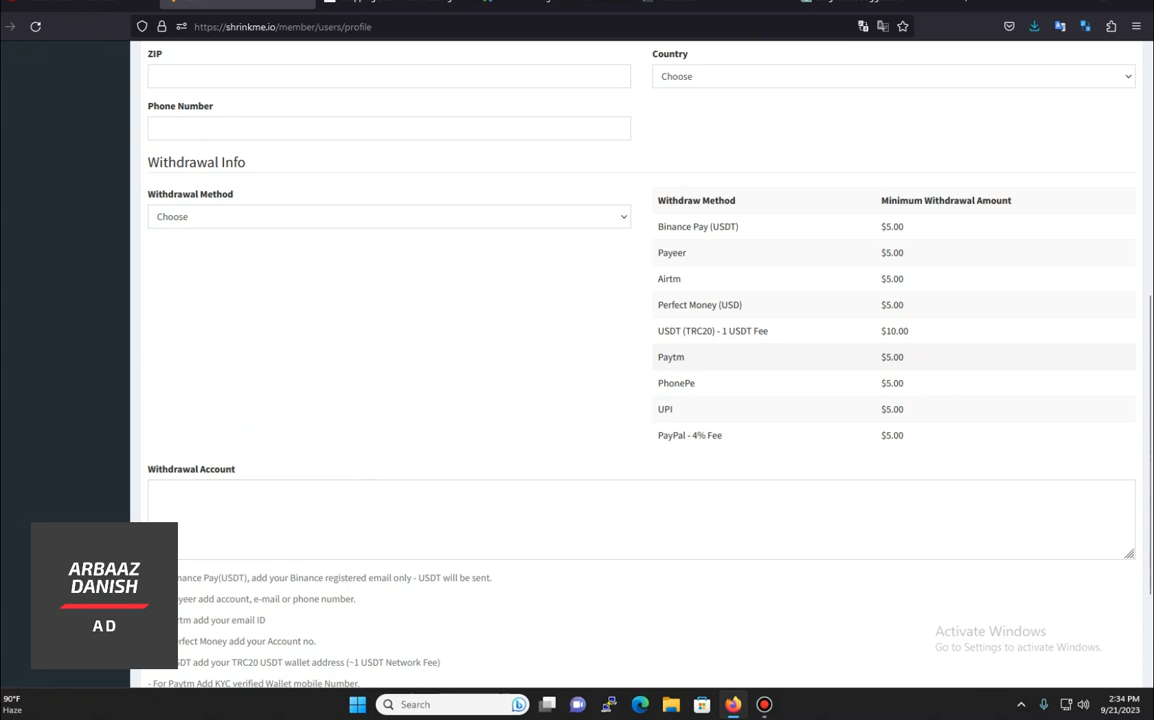 https://shrinkme.io/member/users/profile
ZIP
Country
Choose
Phone Number
Withdrawal Info
Withdrawal Method
Choose
Withdraw Method Minimum Withdrawal Amount
Binance Pay (USDT) $5.00
Payeer $5.00
Airtm $5.00
Perfect Money (USD) $5.00
USDT (TRC20) - 1 USDT Fee $10.00
Paytm $5.00
PhonePe $5.00
UPI $5.00
PayPal - 4% Fee $5.00
Withdrawal Account
Pay(USDT), add your Binance registered email only - USDT will be sent.
add account, e-mail or phone number.
add your email ID
Money add your Account no.
add your TRC20 USDT wallet address (~1 USDT Network Fee)
- For Paytm Add KYC verified Wallet mobile Number.
ARBAAZ
DANISH
AD
Activate Windows
Go to Settings to activate Windows.
90°F
Haze
Search
2:34 PM
9/21/2023